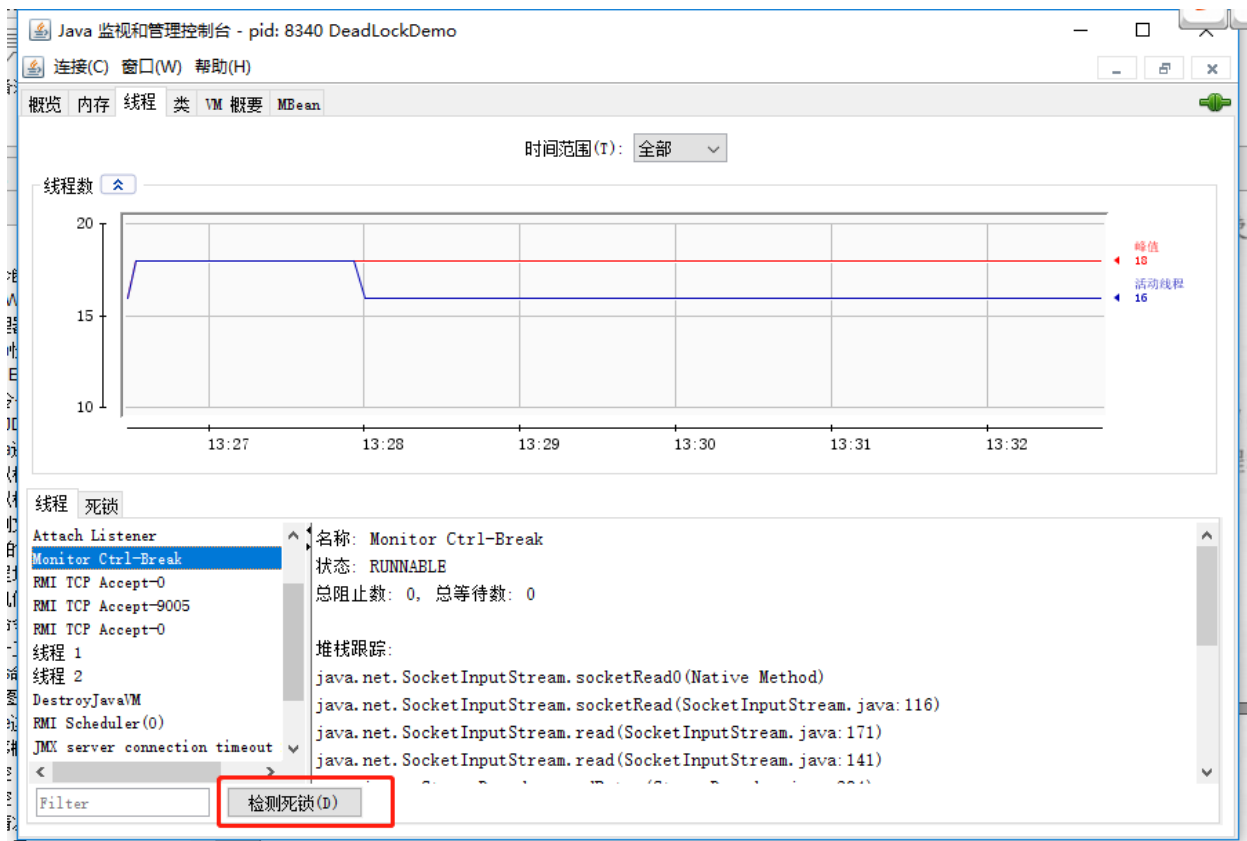 Java 监视和管理控制台 - pid: 8340 DeadLockDemo
连接(C) 窗口(W) 帮助(H)
概览 内存 线程 类 VM 概要 MBean
时间范围(T): 全部
线程数
20
15
10
峰值
18
活动线程
16
13:27 13:28 13:29 13:30 13:31 13:32
线程 死锁
Attach Listener
Monitor Ctrl-Break
RMI TCP Accept-0
RMI TCP Accept-9005
RMI TCP Accept-0
线程 1
线程 2
DestroyJavaVM
RMI Scheduler(0)
JMX server connection timeout
名称: Monitor Ctrl-Break
状态: RUNNABLE
总阻止数: 0, 总等待数: 0
堆栈跟踪:
java.net.SocketInputStream.socketRead0(Native Method)
java.net.SocketInputStream.socketRead(SocketInputStream.java:116)
java.net.SocketInputStream.read(SocketInputStream.java:171)
java.net.SocketInputStream.read(SocketInputStream.java:141)
Filter
检测死锁(D)